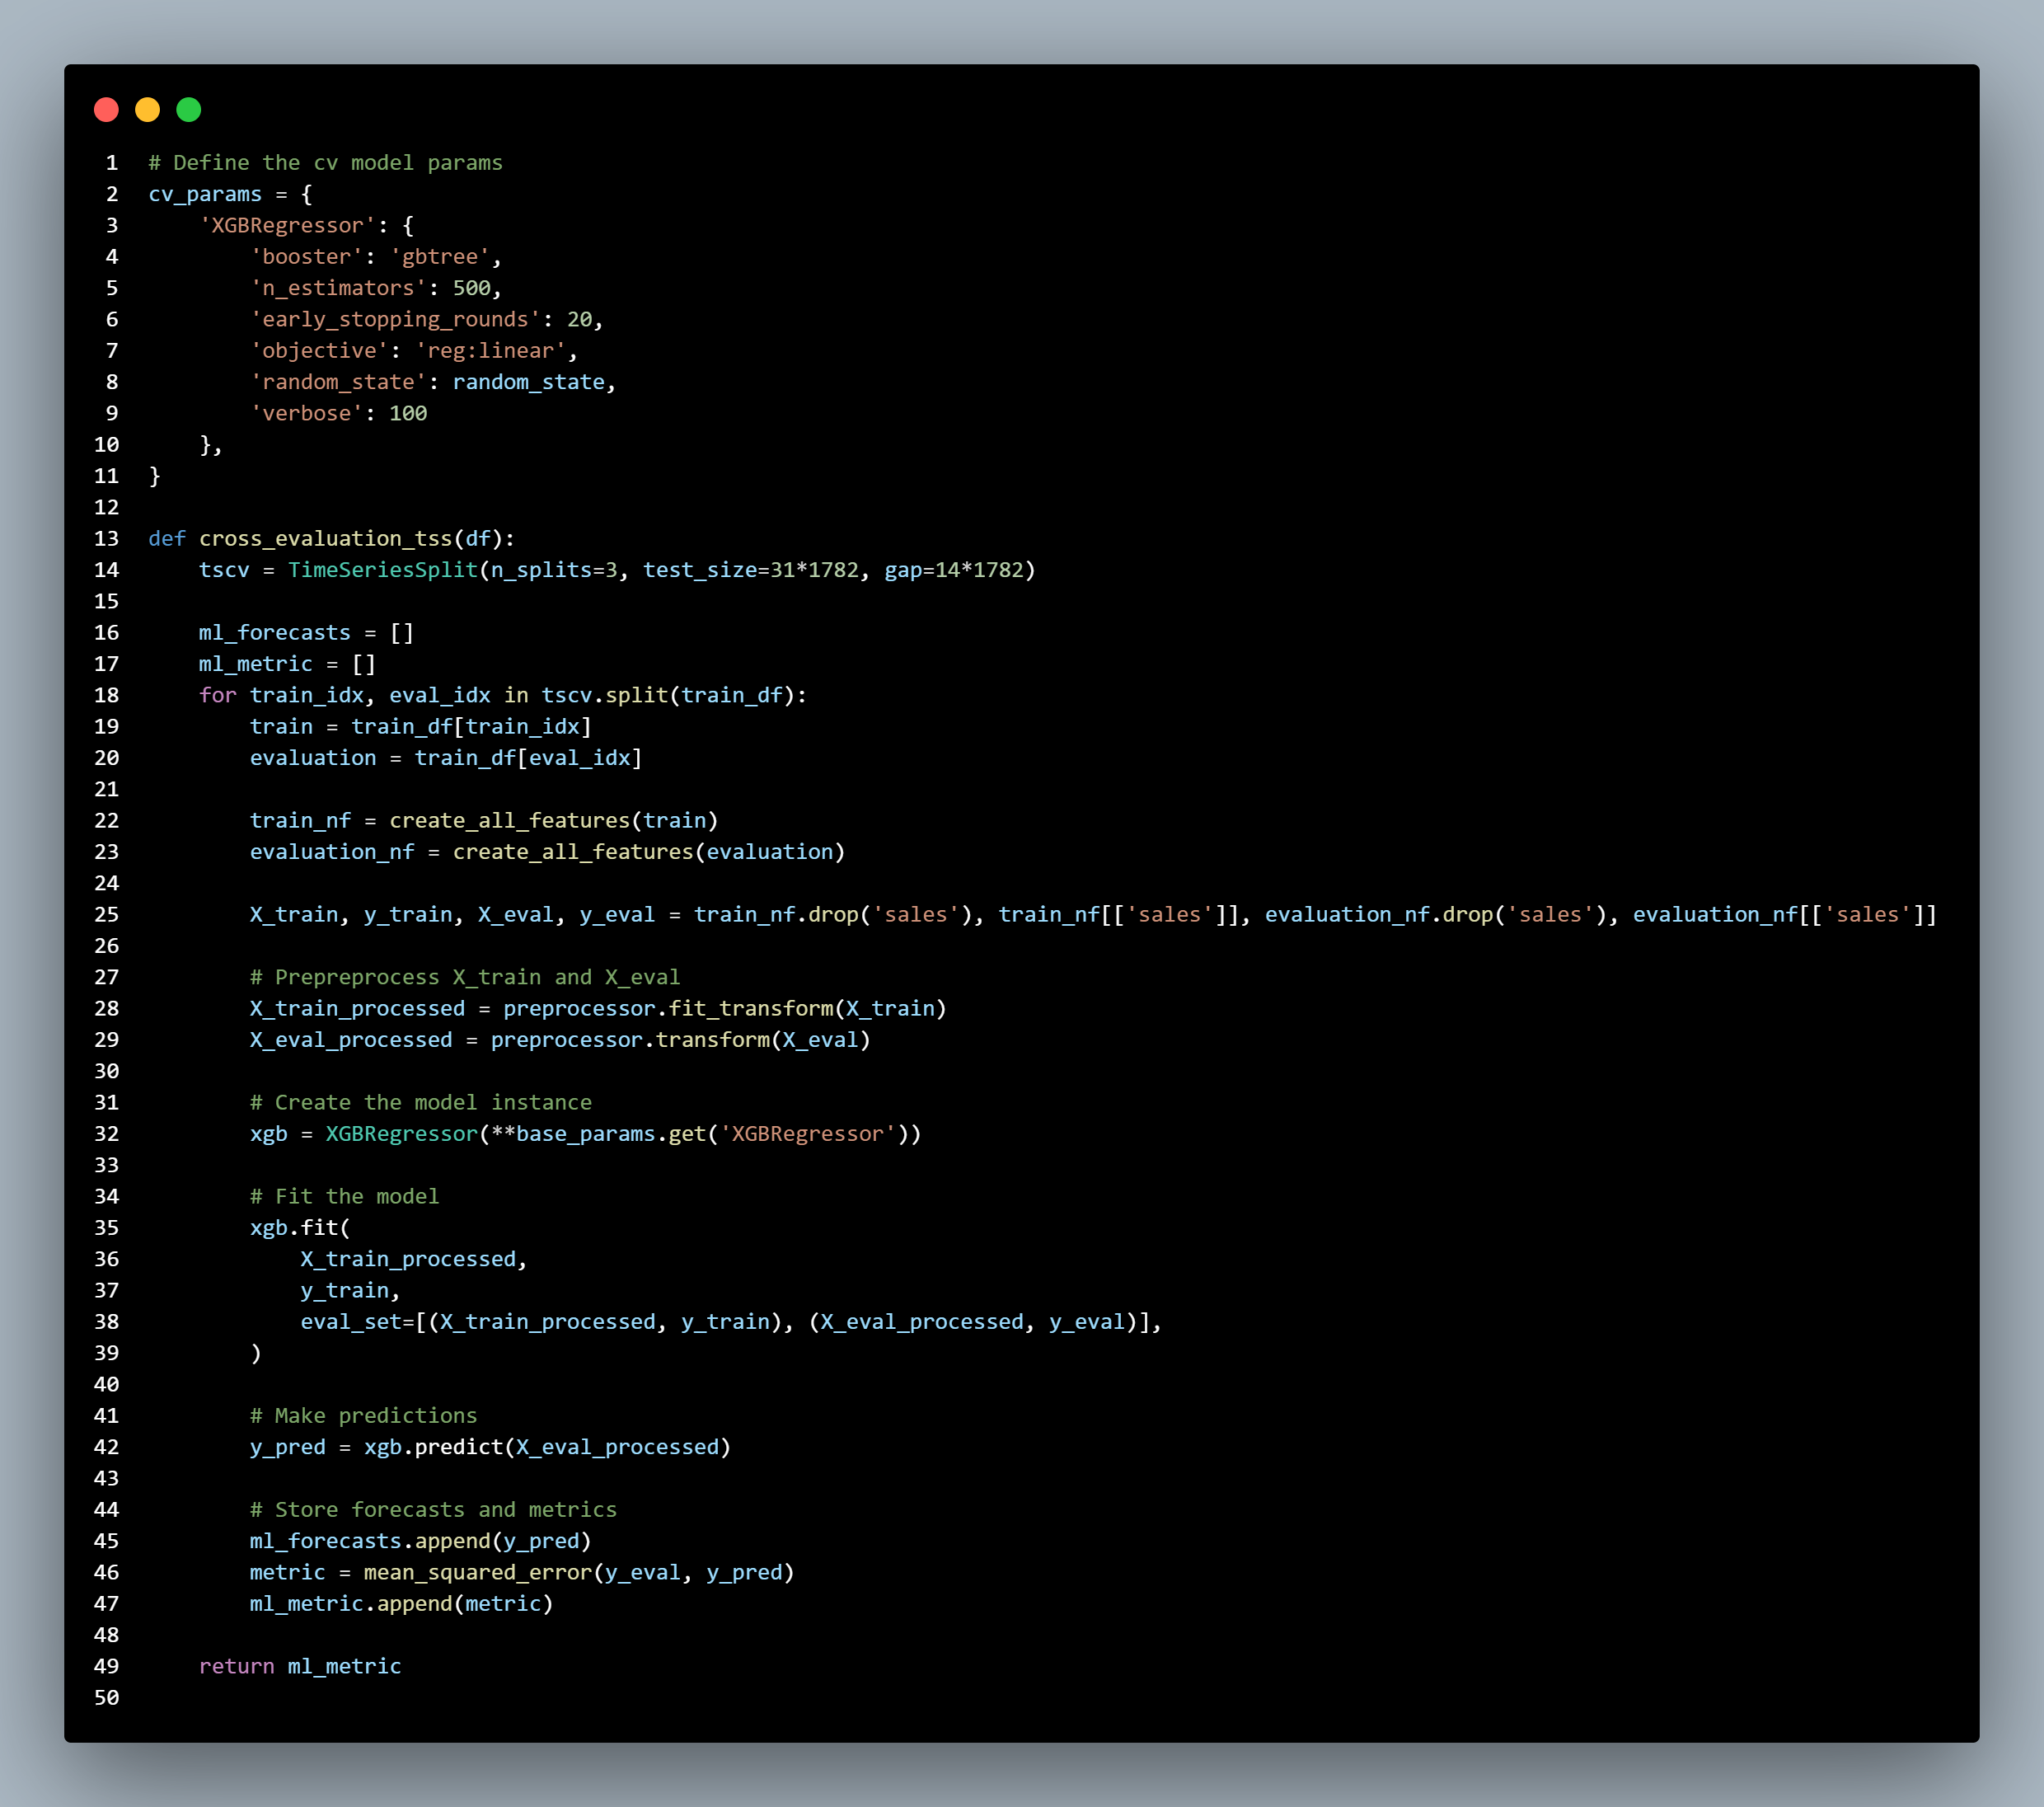 1 # Define the cv model params
2 cv_params = {
3     'XGBRegressor': {
4         'booster': 'gbtree',
5         'n_estimators': 500,
6         'early_stopping_rounds': 20,
7         'objective': 'reg:linear',
8         'random_state': random_state,
9         'verbose': 100
10     },
11 }
12
13 def cross_evaluation_tss(df):
14     tscv = TimeSeriesSplit(n_splits=3, test_size=31*1782, gap=14*1782)
15
16     ml_forecasts = []
17     ml_metric = []
18     for train_idx, eval_idx in tscv.split(train_df):
19         train = train_df[train_idx]
20         evaluation = train_df[eval_idx]
21
22         train_nf = create_all_features(train)
23         evaluation_nf = create_all_features(evaluation)
24
25         X_train, y_train, X_eval, y_eval = train_nf.drop('sales'), train_nf[['sales']], evaluation_nf.drop('sales'), evaluation_nf[['sales']]
26
27         # Prepreprocess X_train and X_eval
28         X_train_processed = preprocessor.fit_transform(X_train)
29         X_eval_processed = preprocessor.transform(X_eval)
30
31         # Create the model instance
32         xgb = XGBRegressor(**base_params.get('XGBRegressor'))
33
34         # Fit the model
35         xgb.fit(
36             X_train_processed,
37             y_train,
38             eval_set=[(X_train_processed, y_train), (X_eval_processed, y_eval)],
39         )
40
41         # Make predictions
42         y_pred = xgb.predict(X_eval_processed)
43
44         # Store forecasts and metrics
45         ml_forecasts.append(y_pred)
46         metric = mean_squared_error(y_eval, y_pred)
47         ml_metric.append(metric)
48
49     return ml_metric
50